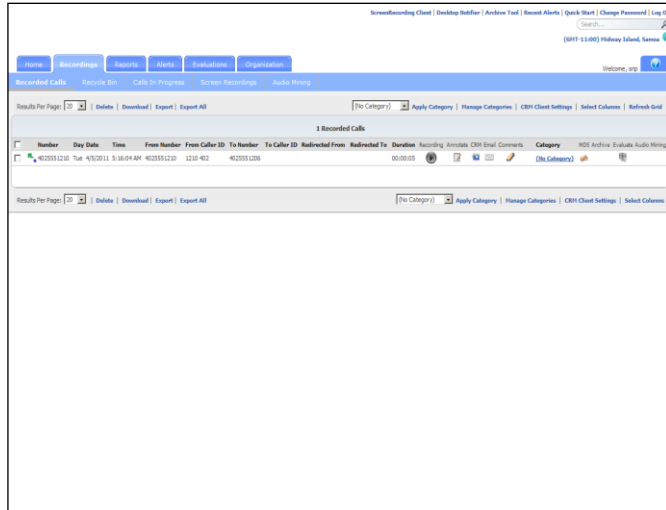 ScreenRecording Client | Desktop Notifier | Archive Tool | Recent Alerts | Quick Start | Change Password | Log
Search...
(GMT-11:00) Midway Island, Samoa
Home Recordings Reports Alerts Evaluations Organization
Welcome, srp
Recorded Calls Recycle Bin Calls In Progress Screen Recordings Audio Mining
Results Per Page: 20 | Delete | Download | Export | Export All (No Category) Apply Category | Manage Categories | CRM Client Settings | Select Columns | Refresh Grid
1 Recorded Calls
Number Day Date Time From Number From Caller ID To Number To Caller ID Redirected From Redirected To Duration Recording Annotate CRM Email Comments Category MDE Archive Evaluate Audio Mining
4025551210 Tue 4/5/2011 5:16:04 AM 4025551210 1210 402 4025551206 00:00:05 (No Category)
Results Per Page: 20 | Delete | Download | Export | Export All (No Category) Apply Category | Manage Categories | CRM Client Settings | Select Columns